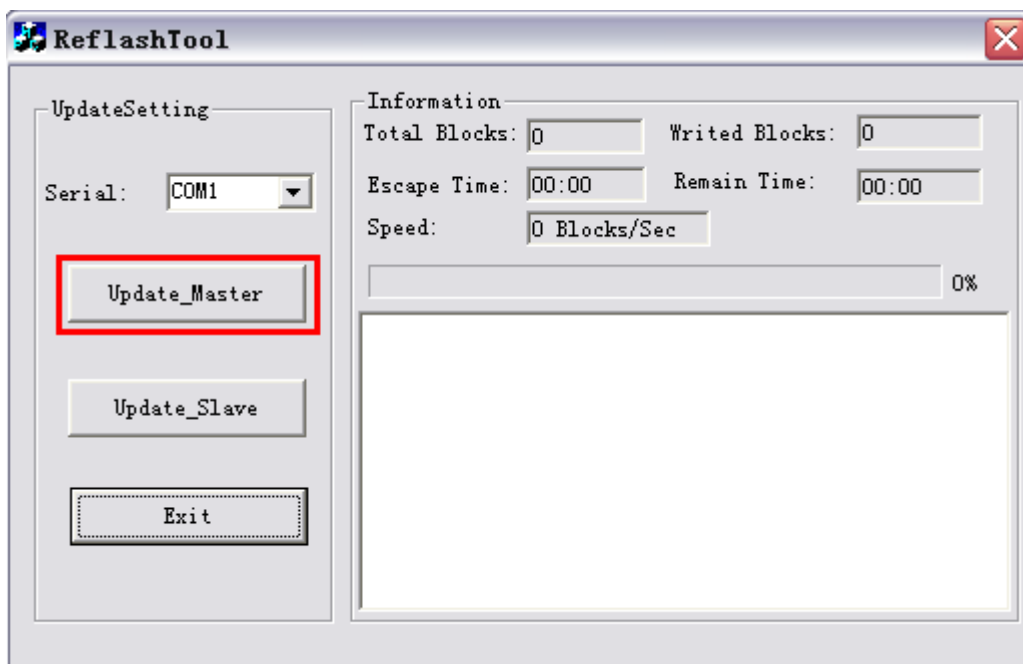 ReflashTool
UpdateSetting
Serial: COM1
Update_Master
Update_Slave
Exit
Information
Total Blocks: 0 Writed Blocks: 0
Escape Time: 00:00 Remain Time: 00:00
Speed: 0 Blocks/Sec
0%